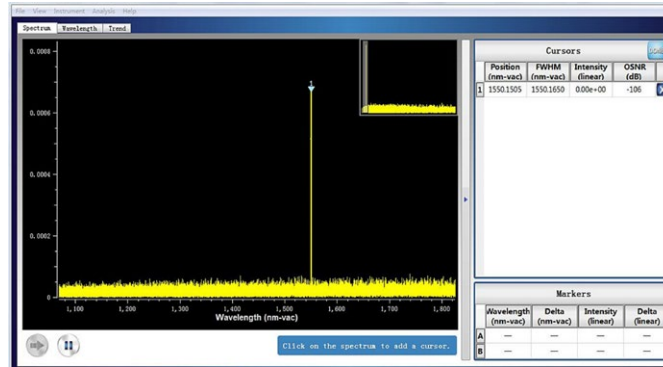 File View Instrument Analysis Help
Spectrum Wavelength Trend
0.0008
0.0006
0.0004
0.0002
0
1
1,100 1,200 1,300 1,400 1,500 1,600 1,700 1,800
Wavelength (nm-vac)
Click on the spectrum to add a cursor.
Cursors
Position (nm-vac) FWHM (nm-vac) Intensity (linear) OSNR (dB)
1 1550.1505 1550.1650 0.00e+00 -106
Markers
Wavelength (nm-vac) Delta (nm-vac) Intensity (linear) Delta (linear)
A — — — —
B — — — —